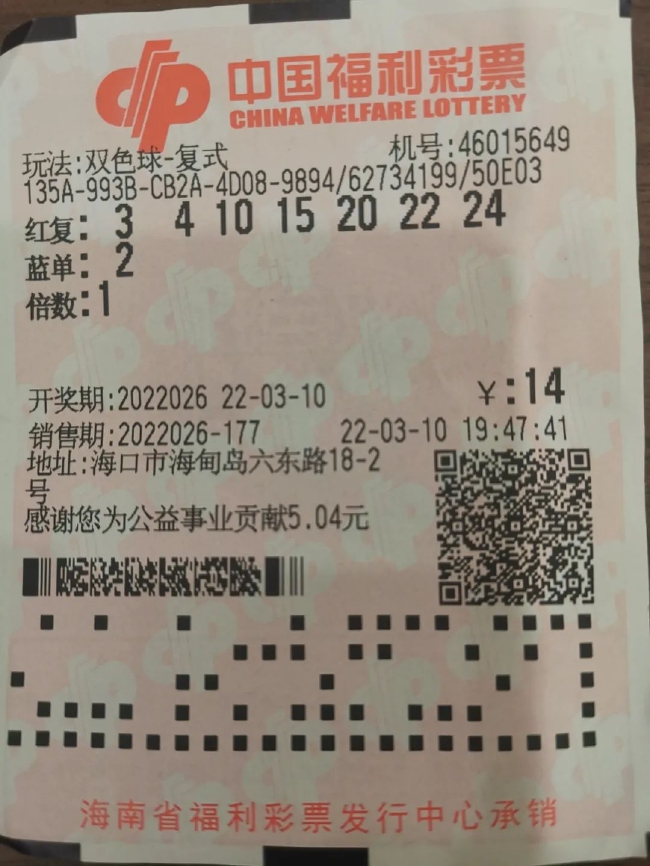 中国福利彩票
CHINA WELFARE LOTTERY
玩法:双色球-复式 机号:46015649
135A-993B-CB2A-4D08-9894/62734199/50E03
红复: 3 4 10 15 20 22 24
蓝单: 2
倍数:1
开奖期:2022026 22-03-10 ¥:14
销售期:2022026-177 22-03-10 19:47:41
地址:海口市海甸岛六东路18-2
号
感谢您为公益事业贡献5.04元
海南省福利彩票发行中心承销